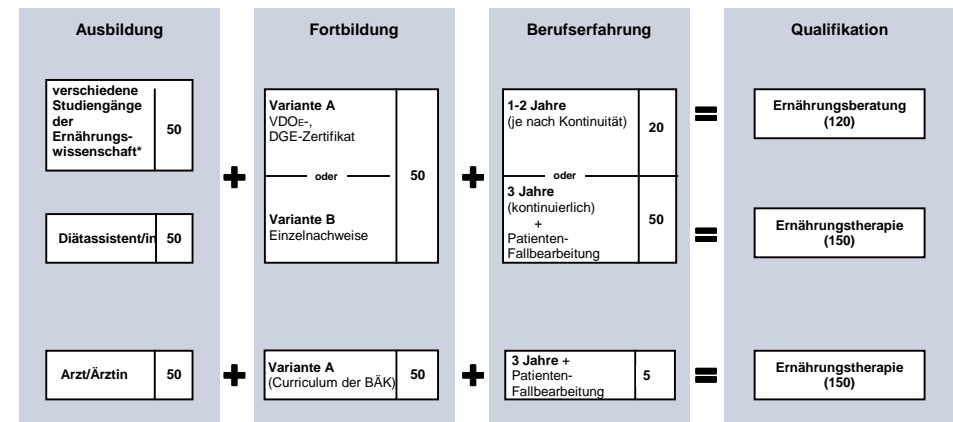 Ausbildung
Fortbildung
Berufserfahrung
Qualifikation
verschiedene
Studiengänge
der
Ernährungs-
wissenschaft*
50
Diätassistent/in
50
+
Variante A
VDOE-,
DGE-Zertifikat
oder
Variante B
Einzelnachweise
50
+
1-2 Jahre
(je nach Kontinuität)
20
oder
3 Jahre
(kontinuierlich)
+
Patienten-
Fallbearbeitung
50
=
Ernährungsberatung
(120)
=
Ernährungstherapie
(150)
Arzt/Ärztin
50
+
Variante A
(Curriculum der BÄK)
50
+
3 Jahre +
Patienten-
Fallbearbeitung
5
=
Ernährungstherapie
(150)